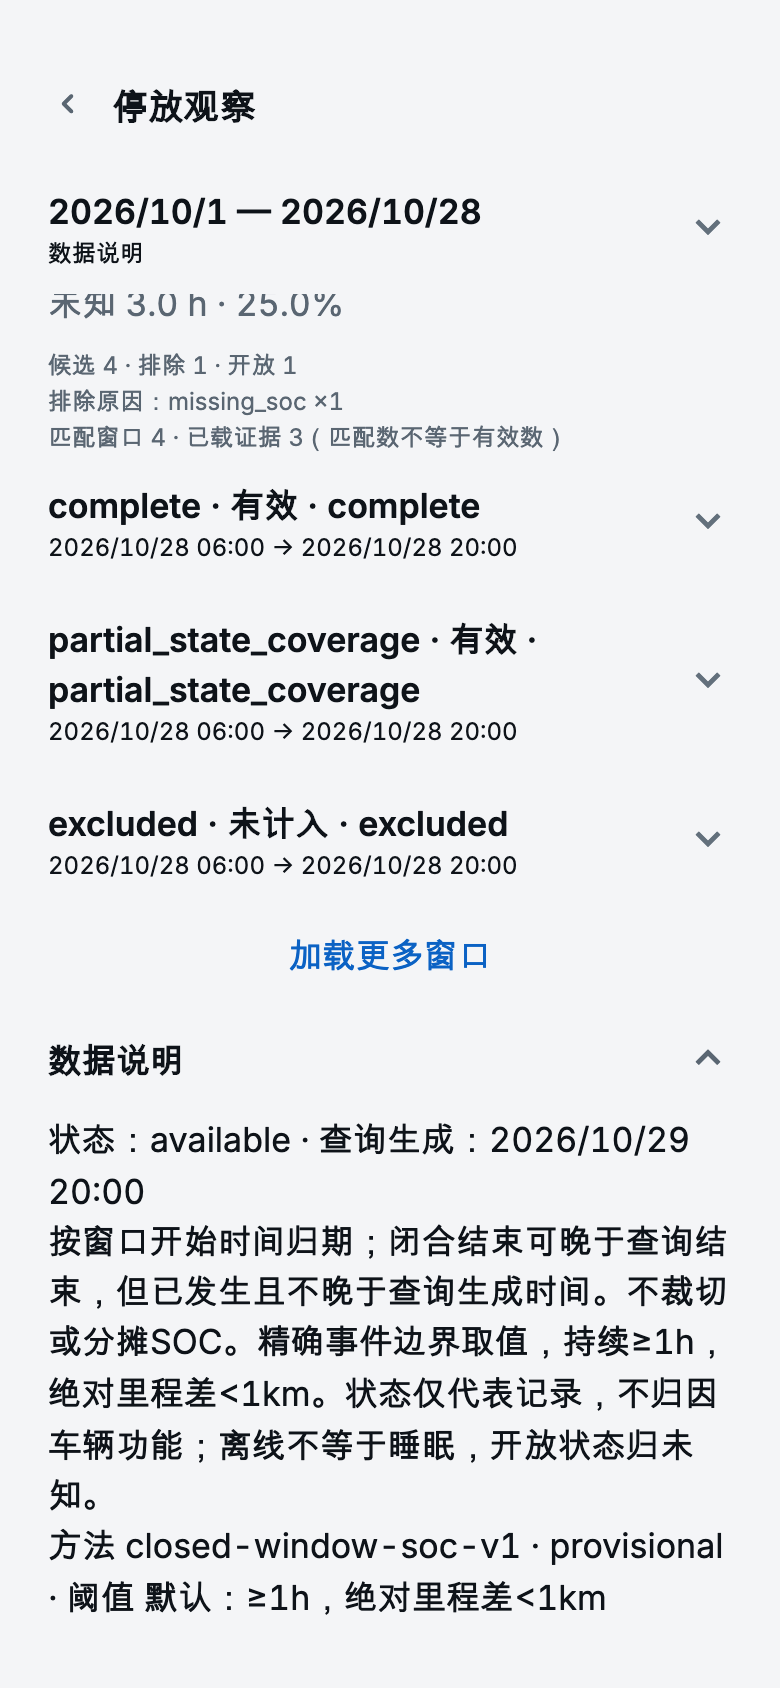 停放观察
2026/10/1 — 2026/10/28
数据说明
未知 3.0 h · 25.0%
候选 4 · 排除 1 · 开放 1
排除原因：missing_soc ×1
匹配窗口 4 · 已载证据 3（匹配数不等于有效数）
complete · 有效 · complete
2026/10/28 06:00 → 2026/10/28 20:00
partial_state_coverage · 有效 ·
partial_state_coverage
2026/10/28 06:00 → 2026/10/28 20:00
excluded · 未计入 · excluded
2026/10/28 06:00 → 2026/10/28 20:00
加载更多窗口
数据说明
状态：available · 查询生成：2026/10/29
20:00
按窗口开始时间归期；闭合结束可晚于查询结
束，但已发生且不晚于查询生成时间。不裁切
或分摊SOC。精确事件边界取值，持续≥1h，
绝对里程差<1km。状态仅代表记录，不归因
车辆功能；离线不等于睡眠，开放状态归未
知。
方法 closed-window-soc-v1 · provisional
· 阈值 默认：≥1h，绝对里程差<1km